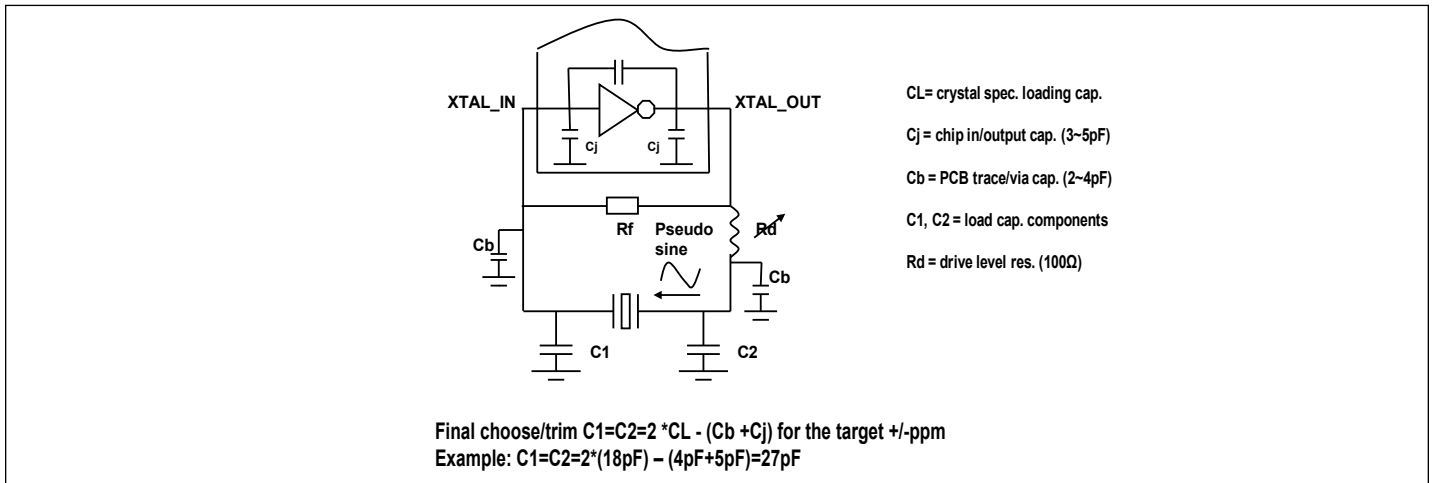 XTAL_IN
XTAL_OUT
Cj
Cj
Rf
Pseudo
sine
Rd
Cb
Cb
C1
C2
CL= crystal spec. loading cap.
Cj = chip in/output cap. (3~5pF)
Cb = PCB trace/via cap. (2~4pF)
C1, C2 = load cap. components
Rd = drive level res. (100Ω)
Final choose/trim C1=C2=2 *CL - (Cb +Cj) for the target +/-ppm
Example: C1=C2=2*(18pF) – (4pF+5pF)=27pF